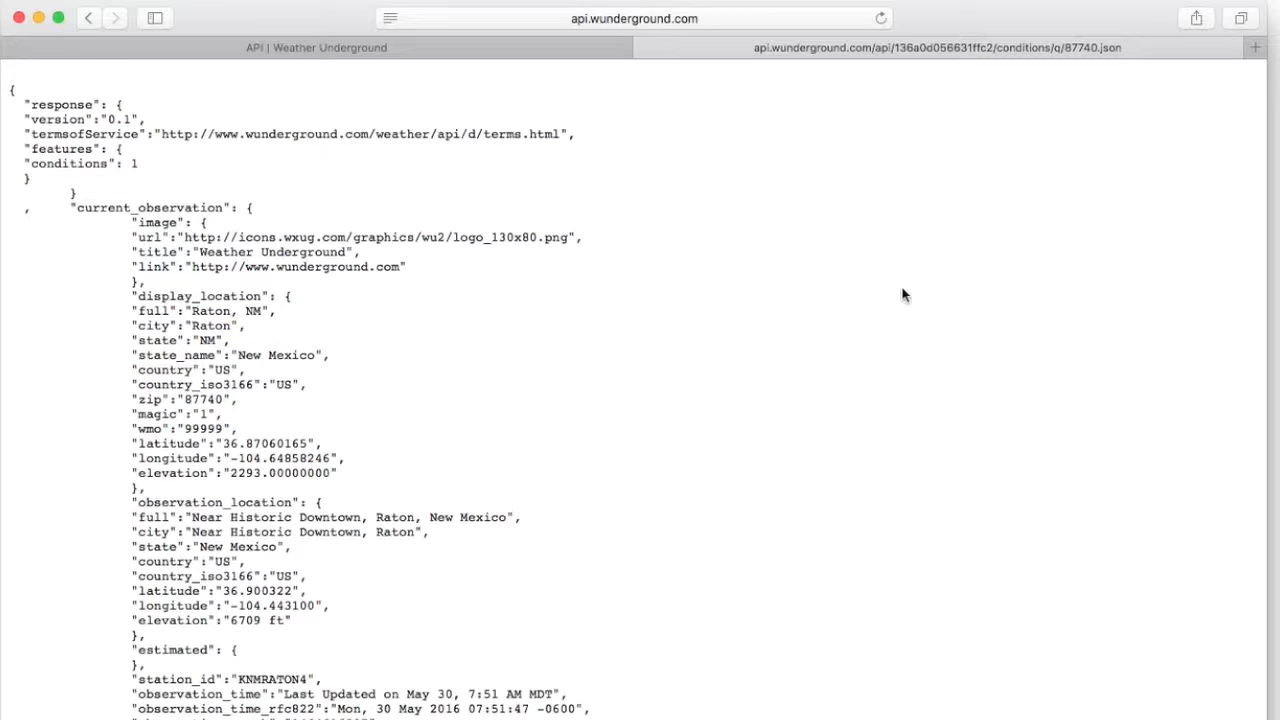 api.wunderground.com
API | Weather Underground
api.wunderground.com/api/136a0d056631ffc2/conditions/q/87740.json
{
"response": {
"version":"0.1",
"termsofService":"http://www.wunderground.com/weather/api/d/terms.html",
"features": {
"conditions": 1
}
}
, "current_observation": {
"image": {
"url":"http://icons.wxug.com/graphics/wu2/logo_130x80.png",
"title":"Weather Underground",
"link":"http://www.wunderground.com"
},
"display_location": {
"full":"Raton, NM",
"city":"Raton",
"state":"NM",
"state_name":"New Mexico",
"country":"US",
"country_iso3166":"US",
"zip":"87740",
"magic":"1",
"wmo":"99999",
"latitude":"36.87060165",
"longitude":"-104.64858246",
"elevation":"2293.00000000"
},
"observation_location": {
"full":"Near Historic Downtown, Raton, New Mexico",
"city":"Near Historic Downtown, Raton",
"state":"New Mexico",
"country":"US",
"country_iso3166":"US",
"latitude":"36.900322",
"longitude":"-104.443100",
"elevation":"6709 ft"
},
"estimated": {
},
"station_id":"KNMRATON4",
"observation_time":"Last Updated on May 30, 7:51 AM MDT",
"observation_time_rfc822":"Mon, 30 May 2016 07:51:47 -0600",